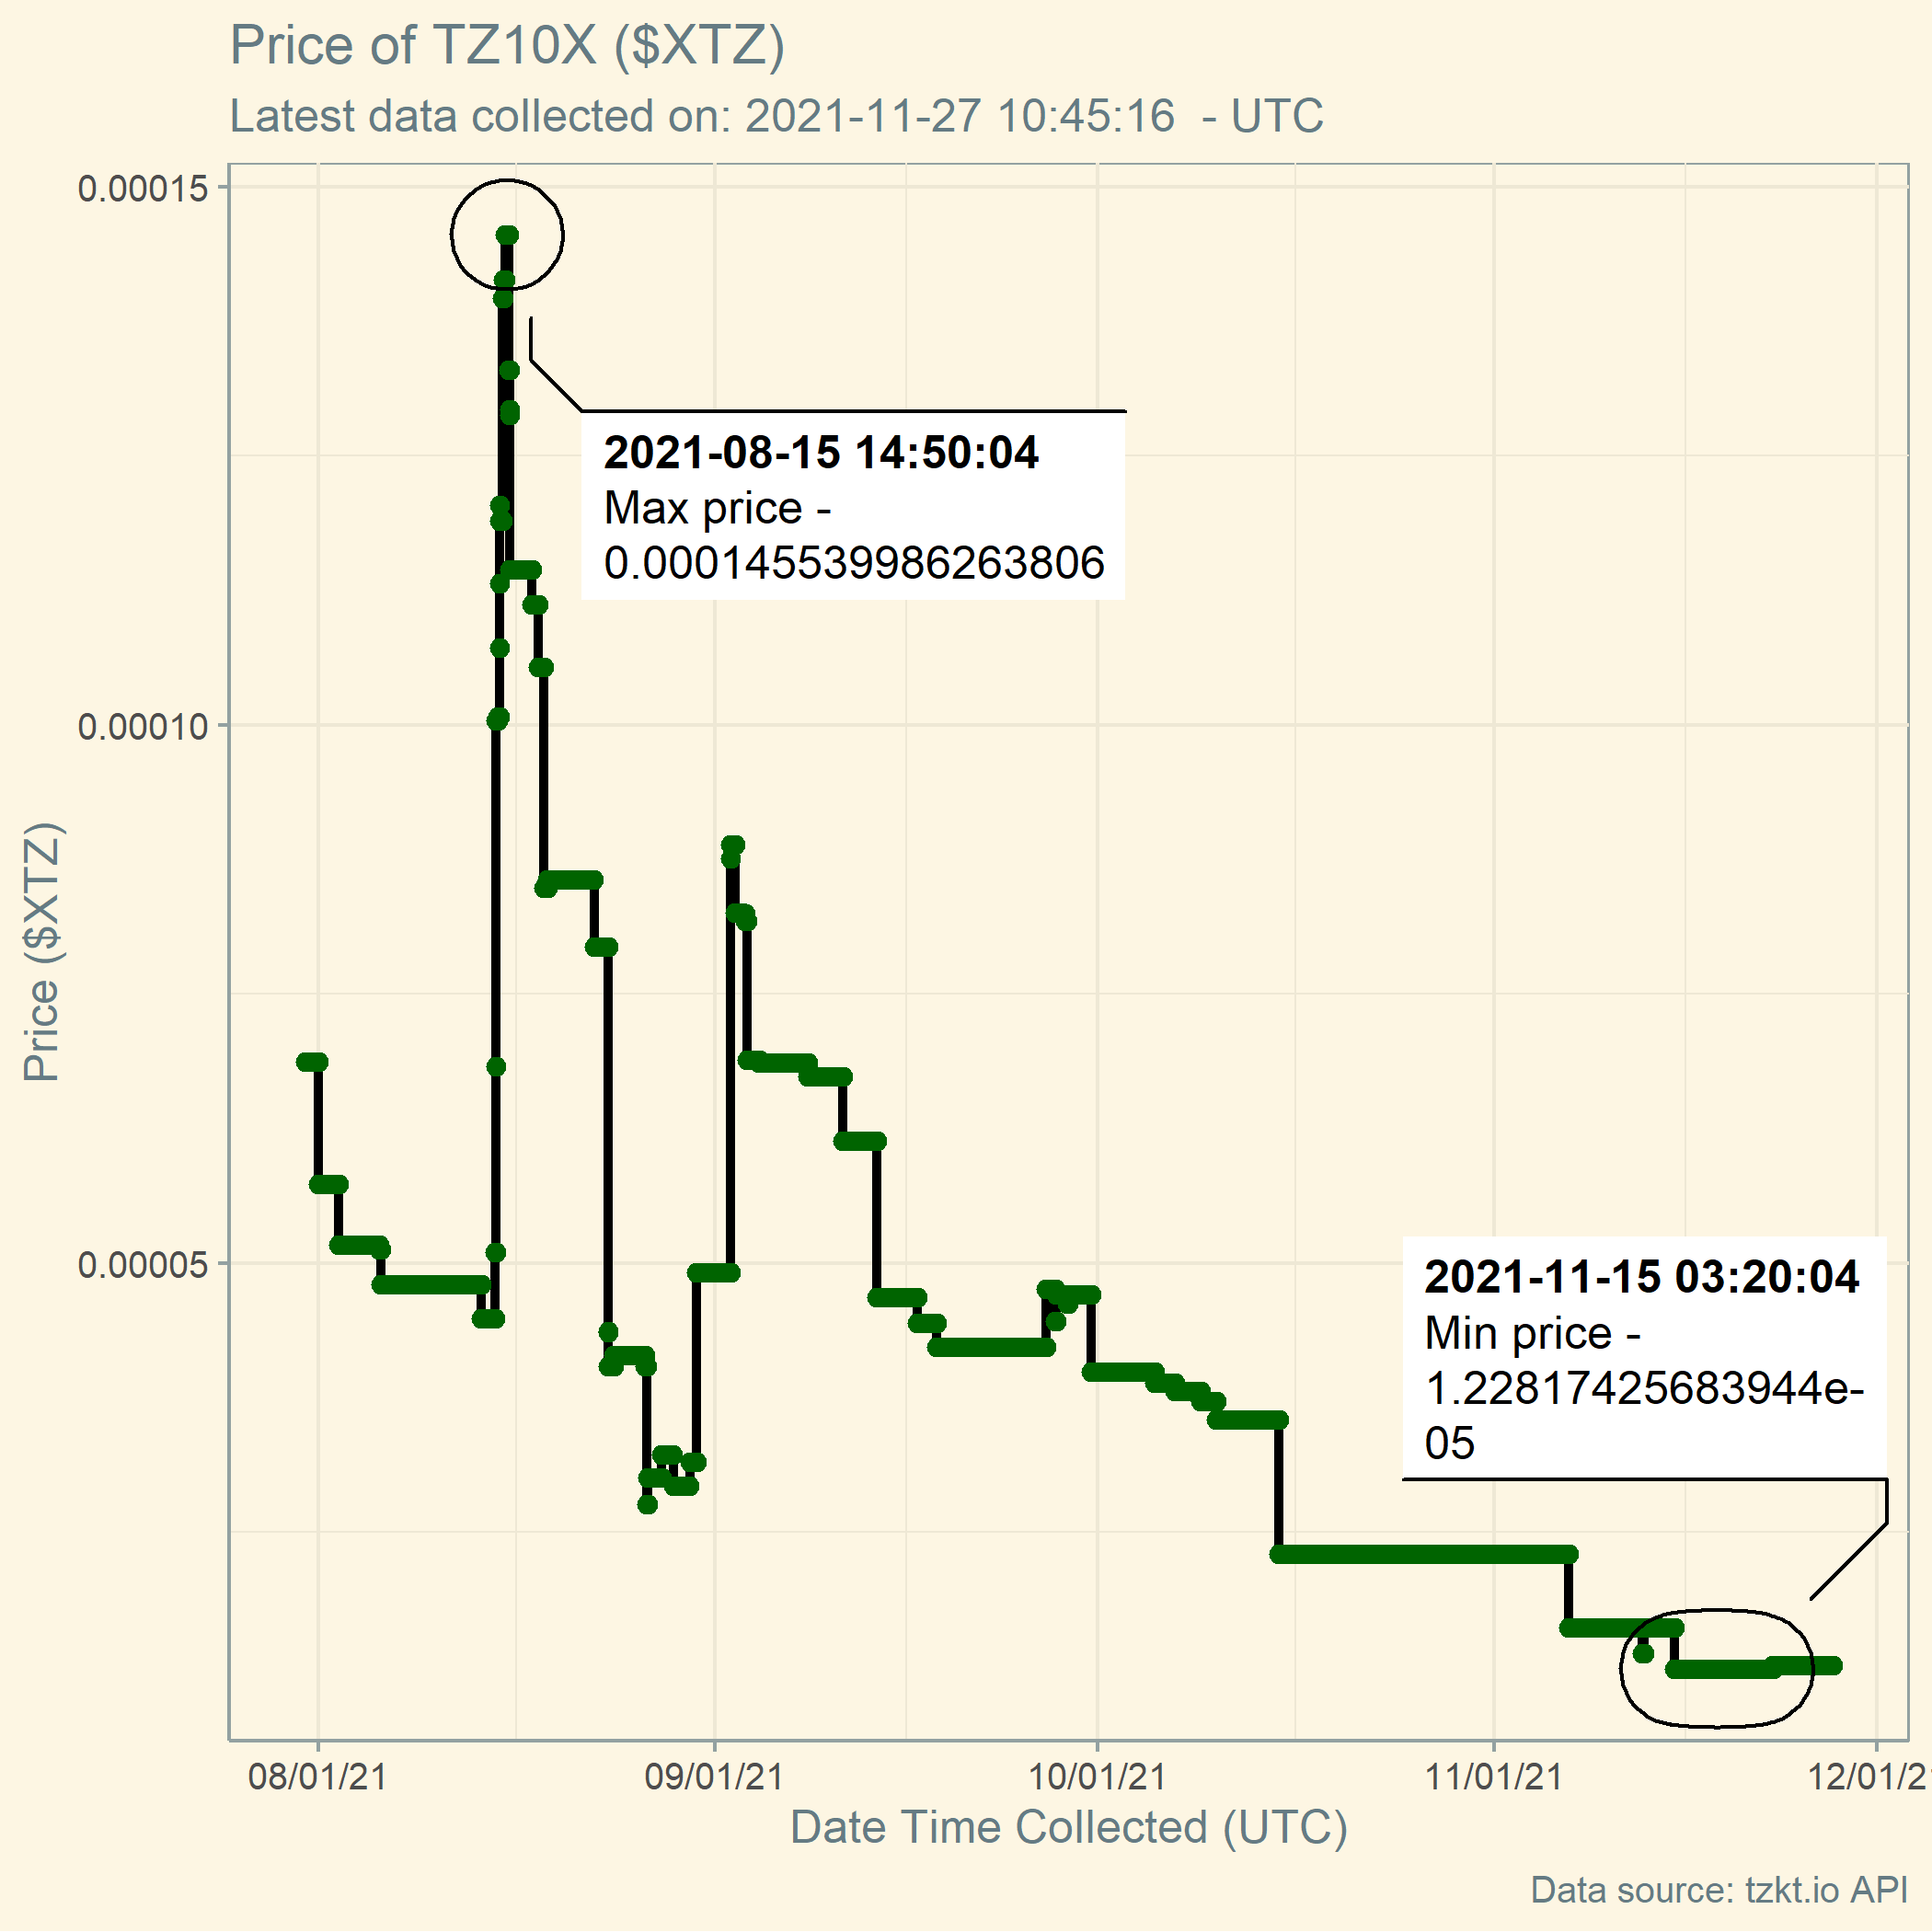 Price of TZ10X ($XTZ)
Latest data collected on: 2021-11-27 10:45:16  - UTC
0.00015
2021-08-15 14:50:04
Max price -
0.000145539986263806
0.00010
Price ($XTZ)
0.00005
2021-11-15 03:20:04
Min price -
1.22817425683944e-
05
08/01/21
09/01/21
10/01/21
11/01/21
12/01/2
Date Time Collected (UTC)
Data source: tzkt.io API